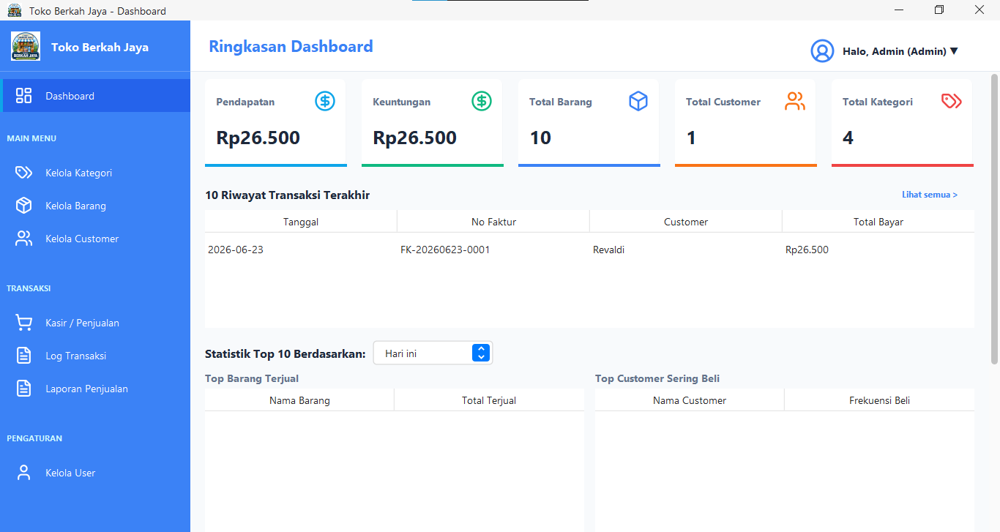 Toko Berkah Jaya - Dashboard
BERKAH JAYA
Toko Berkah Jaya
Ringkasan Dashboard
Halo, Admin (Admin) ▼
Dashboard
MAIN MENU
Kelola Kategori
Kelola Barang
Kelola Customer
TRANSAKSI
Kasir / Penjualan
Log Transaksi
Laporan Penjualan
PENGATURAN
Kelola User
Pendapatan
Rp26.500
Keuntungan
Rp26.500
Total Barang
10
Total Customer
1
Total Kategori
4
10 Riwayat Transaksi Terakhir
Lihat semua >
Tanggal No Faktur Customer Total Bayar
2026-06-23 FK-20260623-0001 Revaldi Rp26.500
Statistik Top 10 Berdasarkan: Hari ini
Top Barang Terjual
Nama Barang Total Terjual
Top Customer Sering Beli
Nama Customer Frekuensi Beli